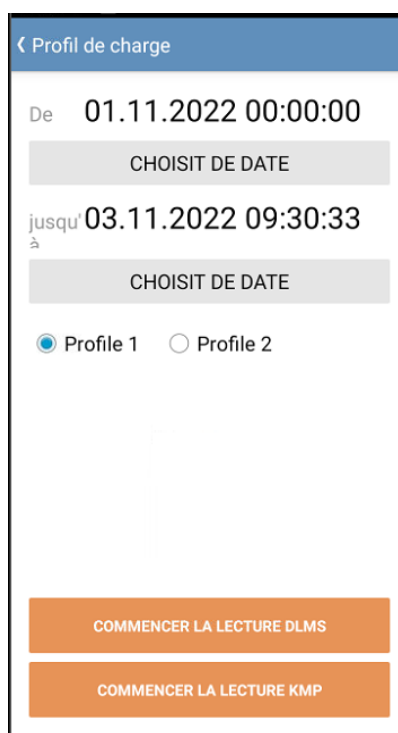 Profil de charge
De 01.11.2022 00:00:00
CHOISIT DE DATE
jusqu' 03.11.2022 09:30:33
à
CHOISIT DE DATE
Profile 1 Profile 2
COMMENCER LA LECTURE DLMS
COMMENCER LA LECTURE KMP